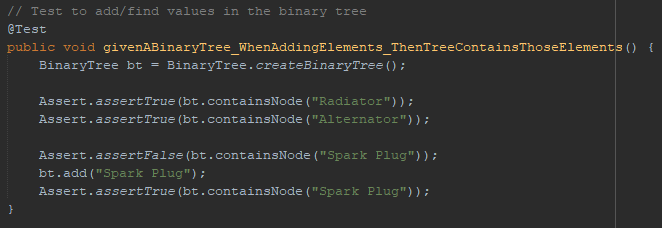 // Test to add/find values in the binary tree
@Test
public void givenABinaryTree_WhenAddingElements_ThenTreeContainsThoseElements() {
    BinaryTree bt = BinaryTree.createBinaryTree();

    Assert.assertTrue(bt.containsNode("Radiator"));
    Assert.assertTrue(bt.containsNode("Alternator"));

    Assert.assertFalse(bt.containsNode("Spark Plug"));
    bt.add("Spark Plug");
    Assert.assertTrue(bt.containsNode("Spark Plug"));
}